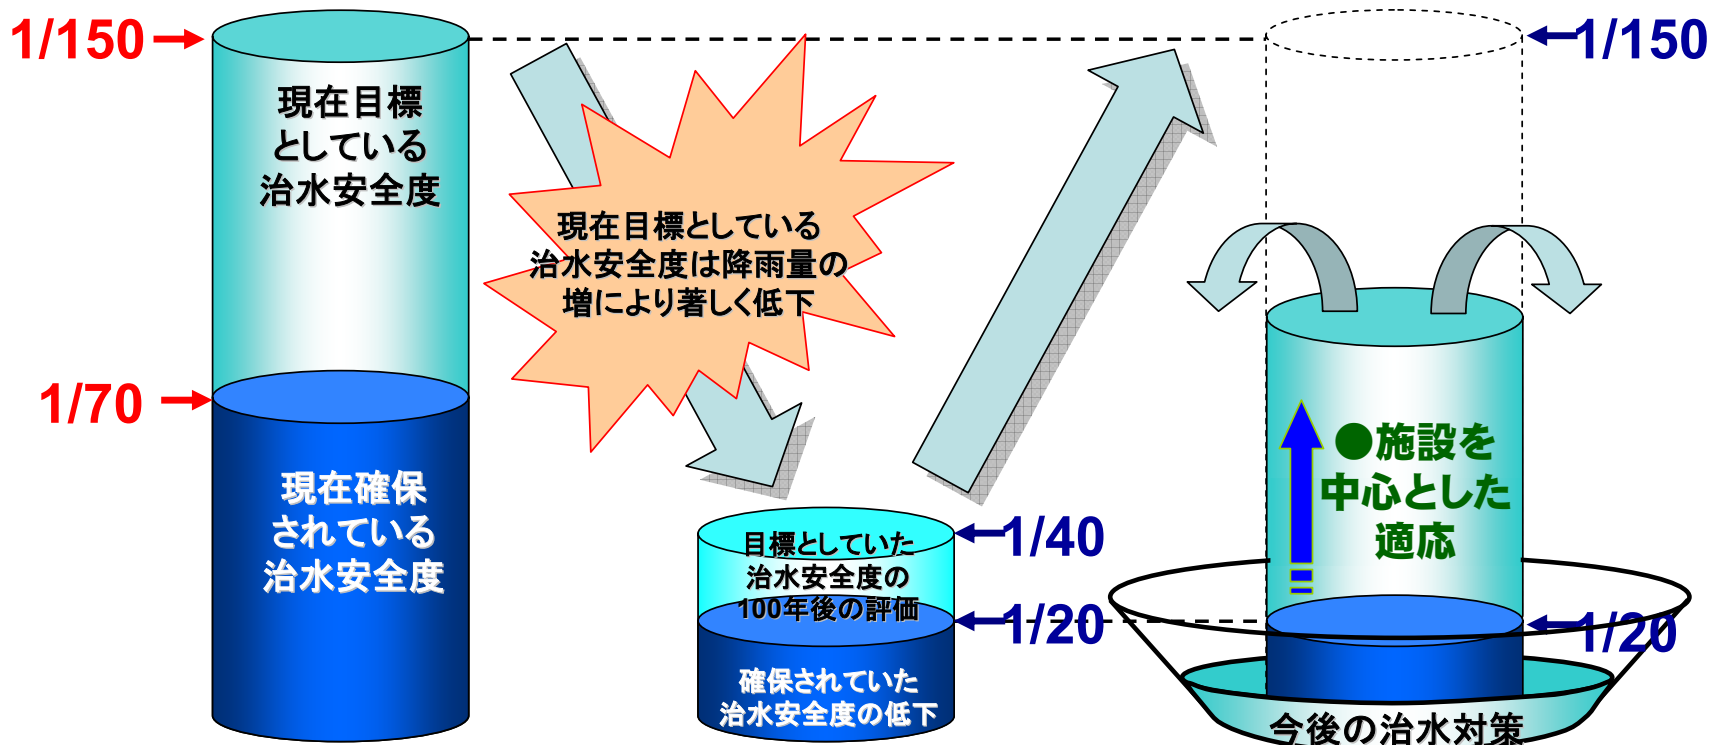 1/150
現在目標
としている
治水安全度
1/70
現在確保
されている
治水安全度
現在目標としている
治水安全度は降雨量の
増により著しく低下
目標としていた
治水安全度の
100年後の評価
1/40
1/20
確保されていた
治水安全度の低下
1/150
●施設を
中心とした
適応
1/20
今後の治水対策